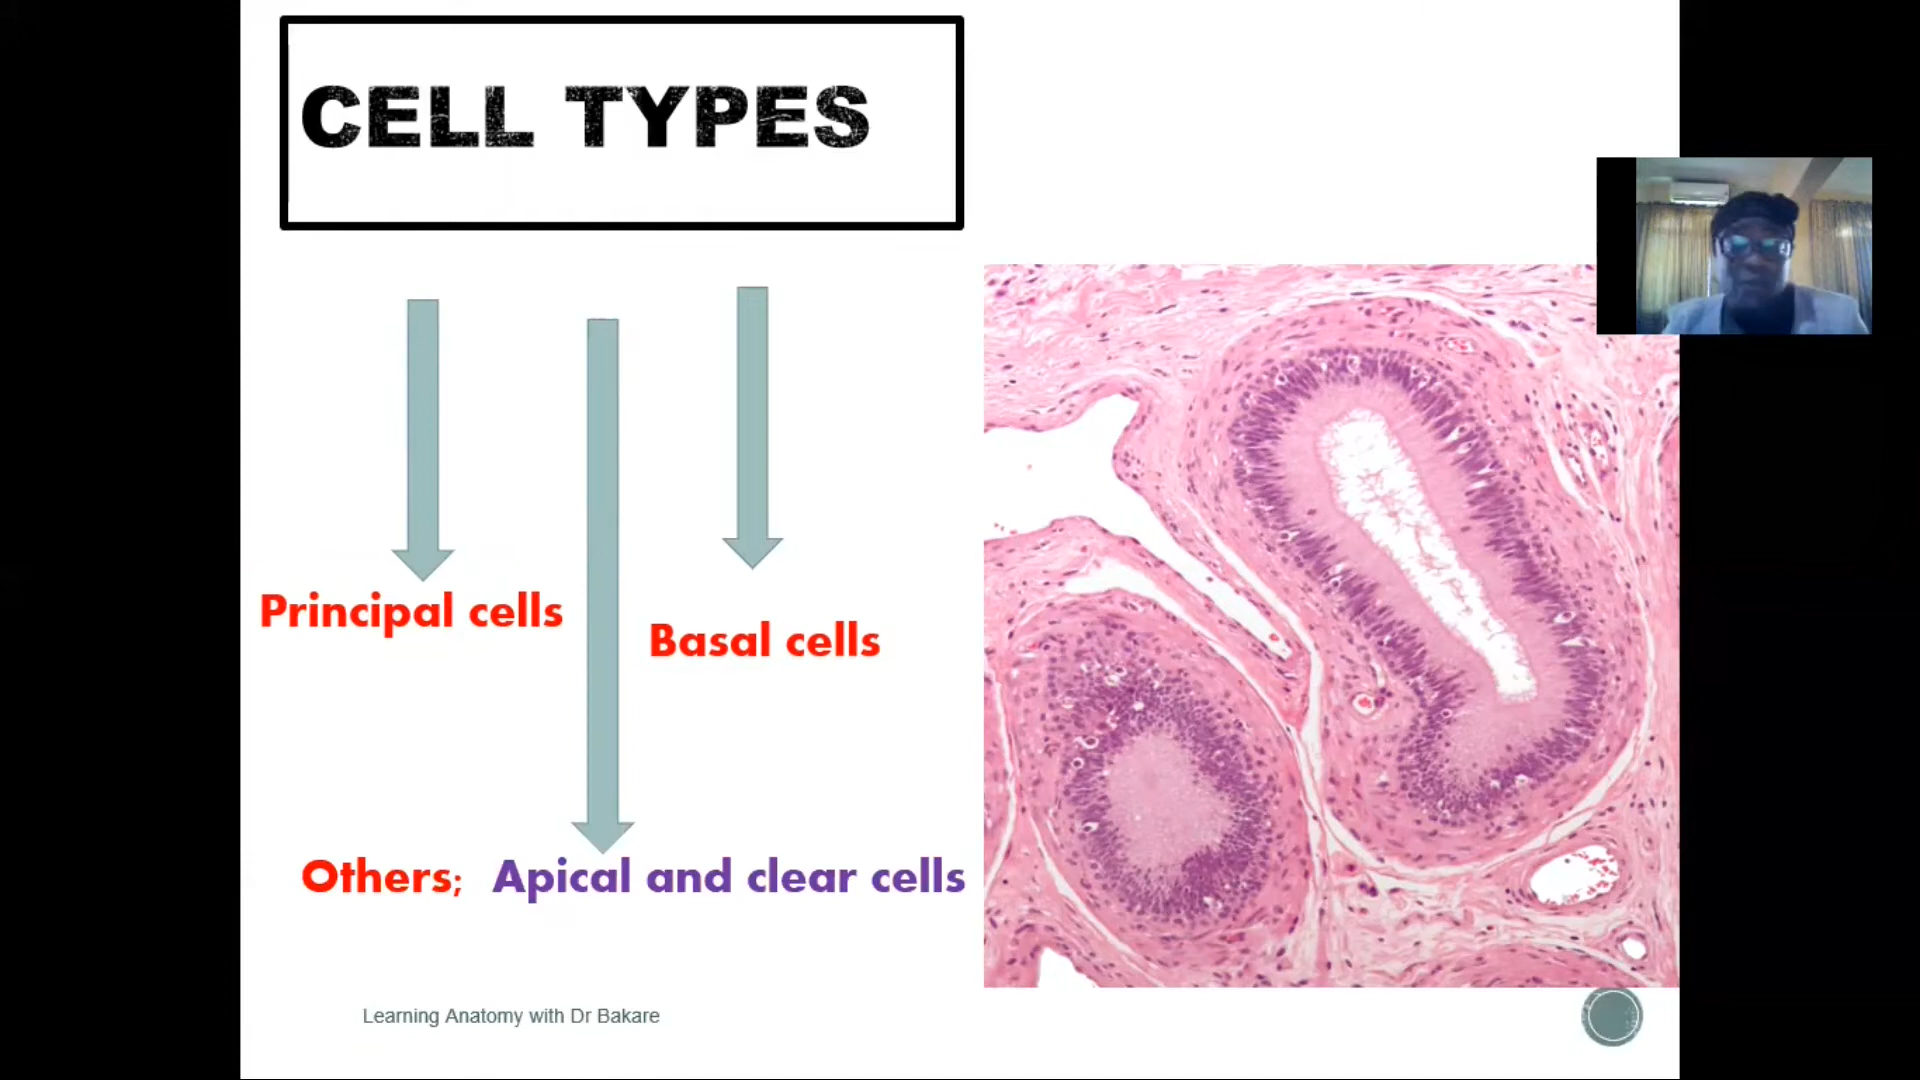 CELL TYPES
Principal cells
Basal cells
Others; Apical and clear cells
Learning Anatomy with Dr Bakare